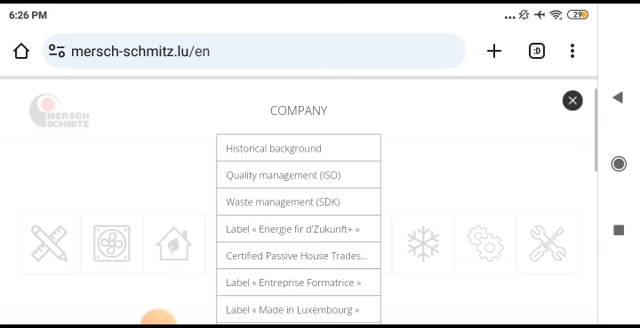 6:26 PM
29
mersch-schmitz.lu/en
:D
MERSCH
SCHMITZ
COMPANY
Historical background
Quality management (ISO)
Waste management (SDK)
Label « Energie fir d'Zukunft+ »
Certified Passive House Trades...
Label « Entreprise Formatrice »
Label « Made in Luxembourg »